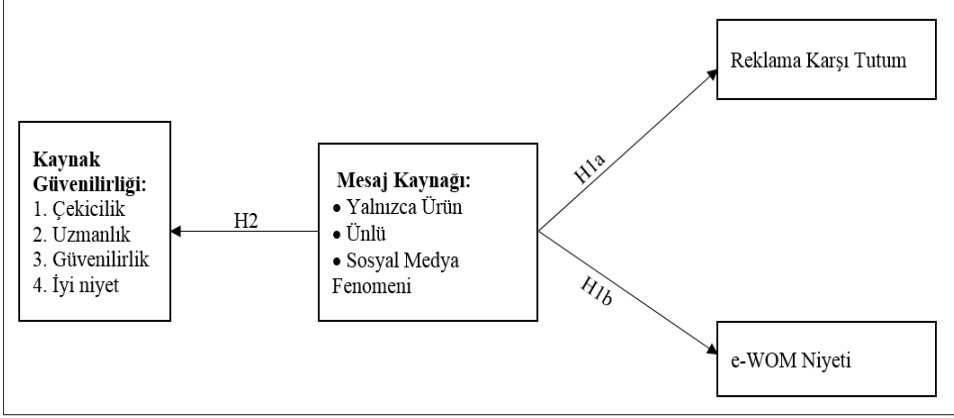 Kaynak
Güvenilirliği:
1. Çekicilik
2. Uzmanlık
3. Güvenilirlik
4. İyi niyet
H2
Mesaj Kaynağı:
• Yalnızca Ürün
• Ünlü
• Sosyal Medya
Fenomeni
H1a
H1b
Reklama Karşı Tutum
e-WOM Niyeti